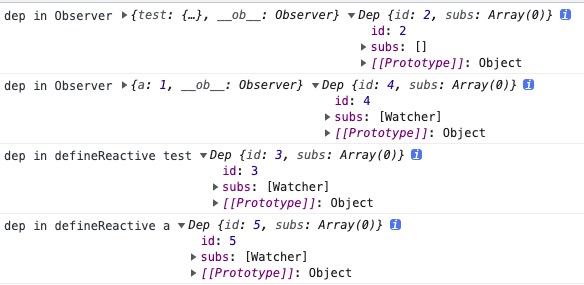 dep in Observer ▶{test: {…}, __ob__: Observer} ▼Dep {id: 2, subs: Array(0)} i
id: 2
▶subs: []
▶[[Prototype]]: Object
dep in Observer ▶{a: 1, __ob__: Observer} ▼Dep {id: 4, subs: Array(0)} i
id: 4
▶subs: [Watcher]
▶[[Prototype]]: Object
dep in defineReactive test ▼Dep {id: 3, subs: Array(0)} i
id: 3
▶subs: [Watcher]
▶[[Prototype]]: Object
dep in defineReactive a ▼Dep {id: 5, subs: Array(0)} i
id: 5
▶subs: [Watcher]
▶[[Prototype]]: Object